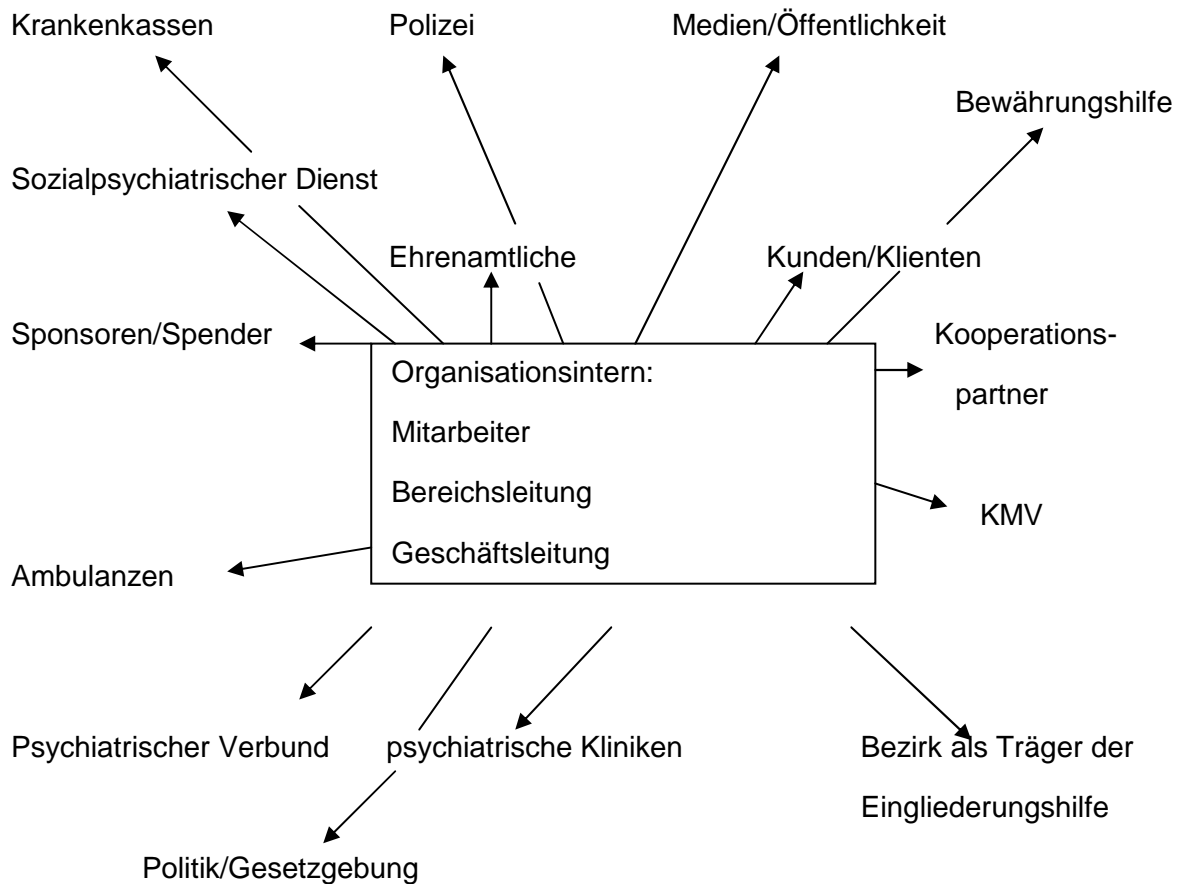 Krankenkassen Polizei Medien/Öffentlichkeit
Bewährungshilfe
Sozialpsychiatrischer Dienst
Ehrenamtliche Kunden/Klienten
Sponsoren/Spender Kooperations-
partner
Organisationsintern:
Mitarbeiter
Bereichsleitung
Geschäftsleitung
KMV
Ambulanzen
Psychiatrischer Verbund psychiatrische Kliniken Bezirk als Träger der
Eingliederungshilfe
Politik/Gesetzgebung